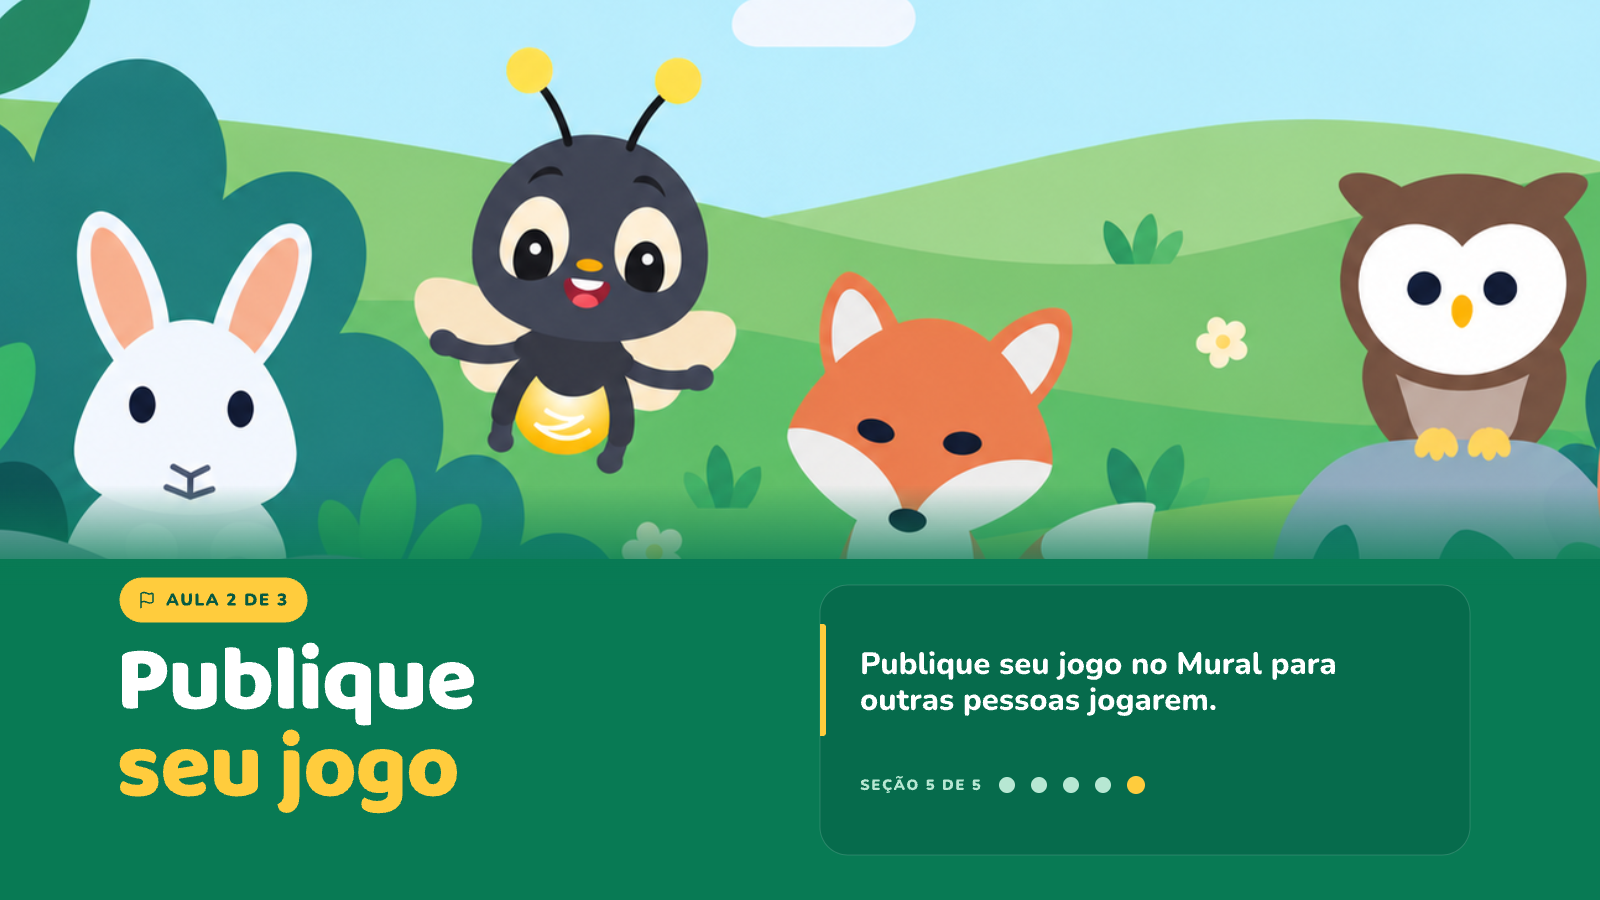 AULA 2 DE 3
Publique
seu jogo
Publique seu jogo no Mural para
outras pessoas jogarem.
SEÇÃO 5 DE 5